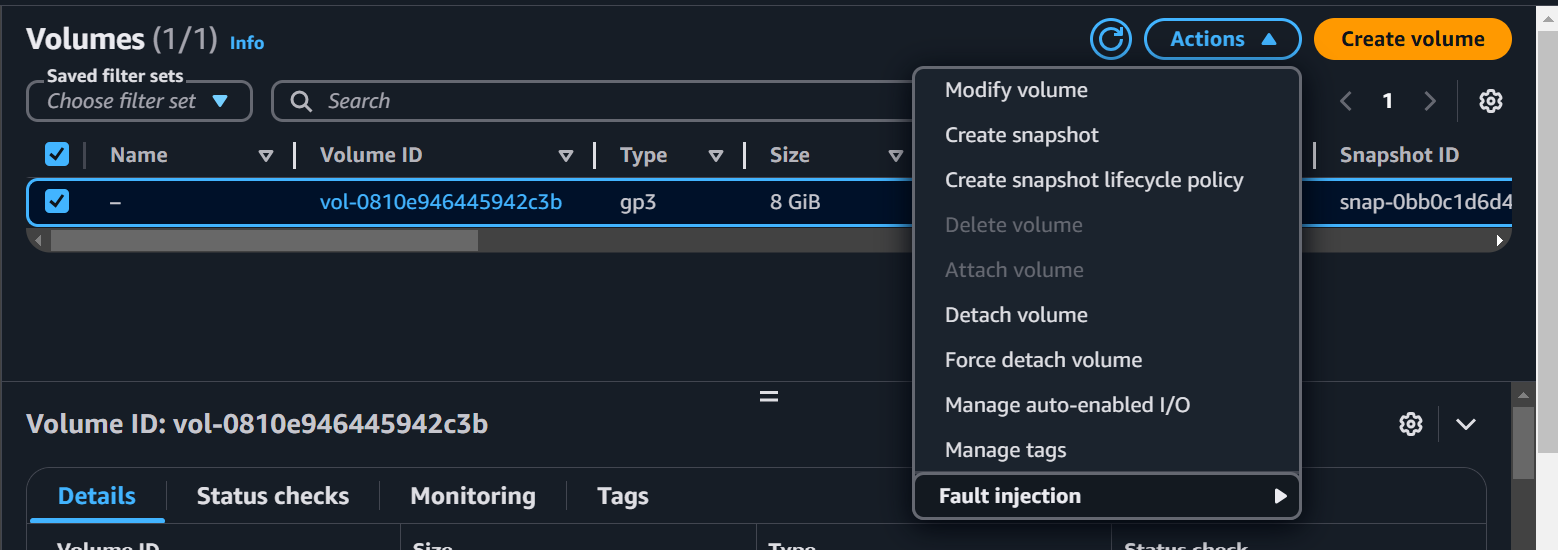 Volumes (1/1) Info
Actions
Create volume
Saved filter sets
Choose filter set
Search
1
Name Volume ID Type Size Snapshot ID
– vol-0810e946445942c3b gp3 8 GiB snap-0bb0c1d6d4
Modify volume
Create snapshot
Create snapshot lifecycle policy
Delete volume
Attach volume
Detach volume
Force detach volume
Manage auto-enabled I/O
Manage tags
Fault injection
Volume ID: vol-0810e946445942c3b
Details Status checks Monitoring Tags
Volume ID Size Type Status check